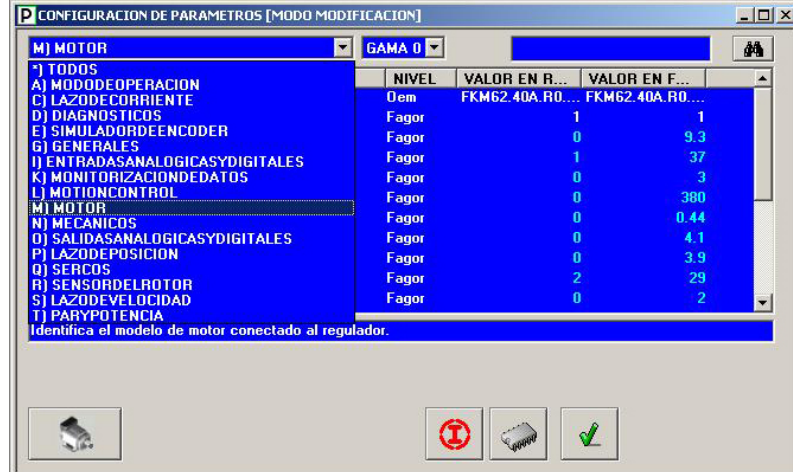 P CONFIGURACION DE PARAMETROS [MODO MODIFICACION]
M) MOTOR GAMA 0
*) TODOS
A) MODODEOPERACION
C) LAZODECORRIENTE
D) DIAGNOSTICOS
E) SIMULADORDEENCODER
G) GENERALES
I) ENTRADASANALOGICASYDIGITALES
K) MONITORIZACIONDEDATOS
L) MOTIONCONTROL
M) MOTOR
N) MECANICOS
O) SALIDASANALOGICASYDIGITALES
P) LAZODEPOSICION
Q) SERCOS
R) SENSORDELROTOR
S) LAZODEVELOCIDAD
T) PARYPOTENCIA
NIVEL VALOR EN R... VALOR EN F...
Oem FKM62.40A.R0.... FKM62.40A.R0....
Fagor 1 1
Fagor 0 9.3
Fagor 1 37
Fagor 0 3
Fagor 0 380
Fagor 0 0.44
Fagor 0 4.1
Fagor 0 3.9
Fagor 2 29
Fagor 0 2
Identifica el modelo de motor conectado al regulador.